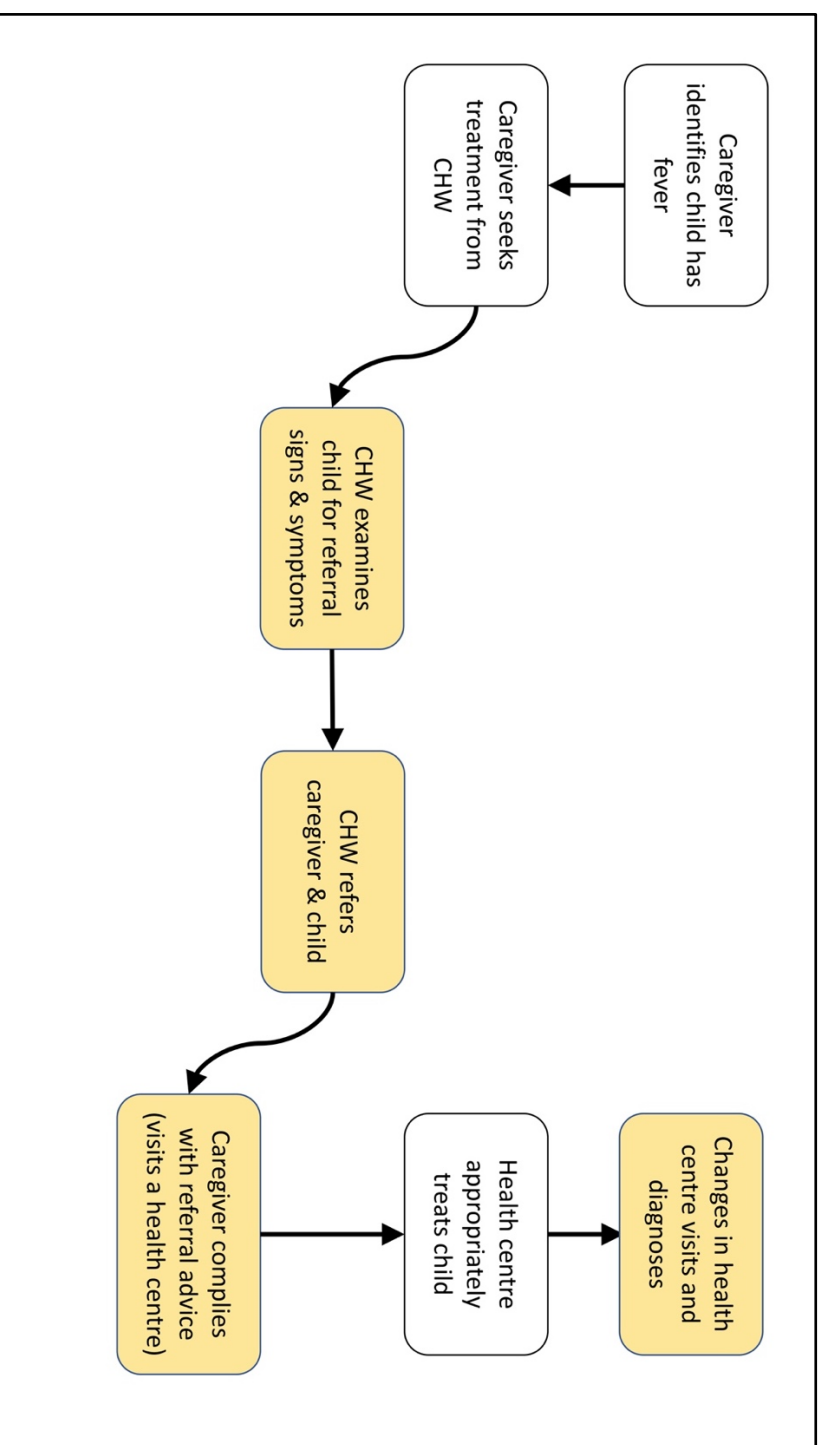 Caregiver
identifies child has
fever
Caregiver seeks
treatment from
CHW
CHW examines
child for referral
signs & symptoms
CHW refers
caregiver & child
Caregiver complies
with referral advice
(visits a health centre)
Health centre
appropriately
treats child
Changes in health
centre visits and
diagnoses